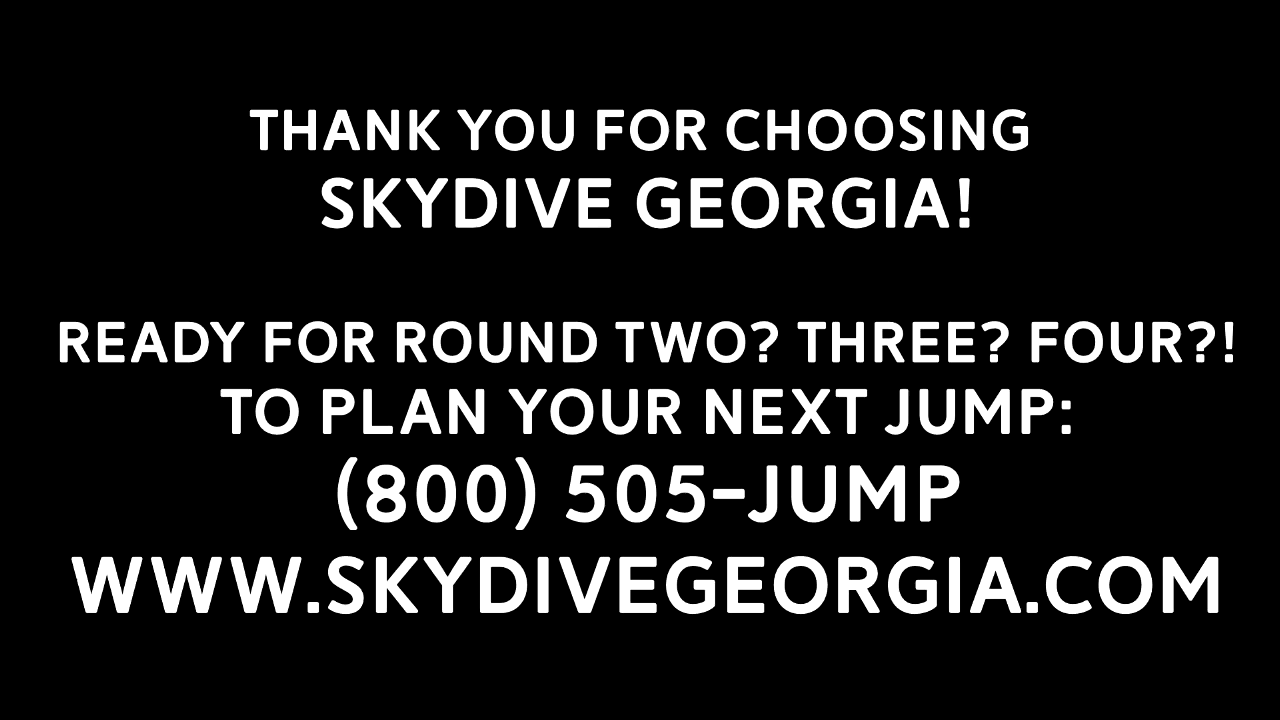 THANK YOU FOR CHOOSING
SKYDIVE GEORGIA!
READY FOR ROUND TWO? THREE? FOUR?!
TO PLAN YOUR NEXT JUMP:
(800) 505-JUMP
WWW.SKYDIVEGEORGIA.COM